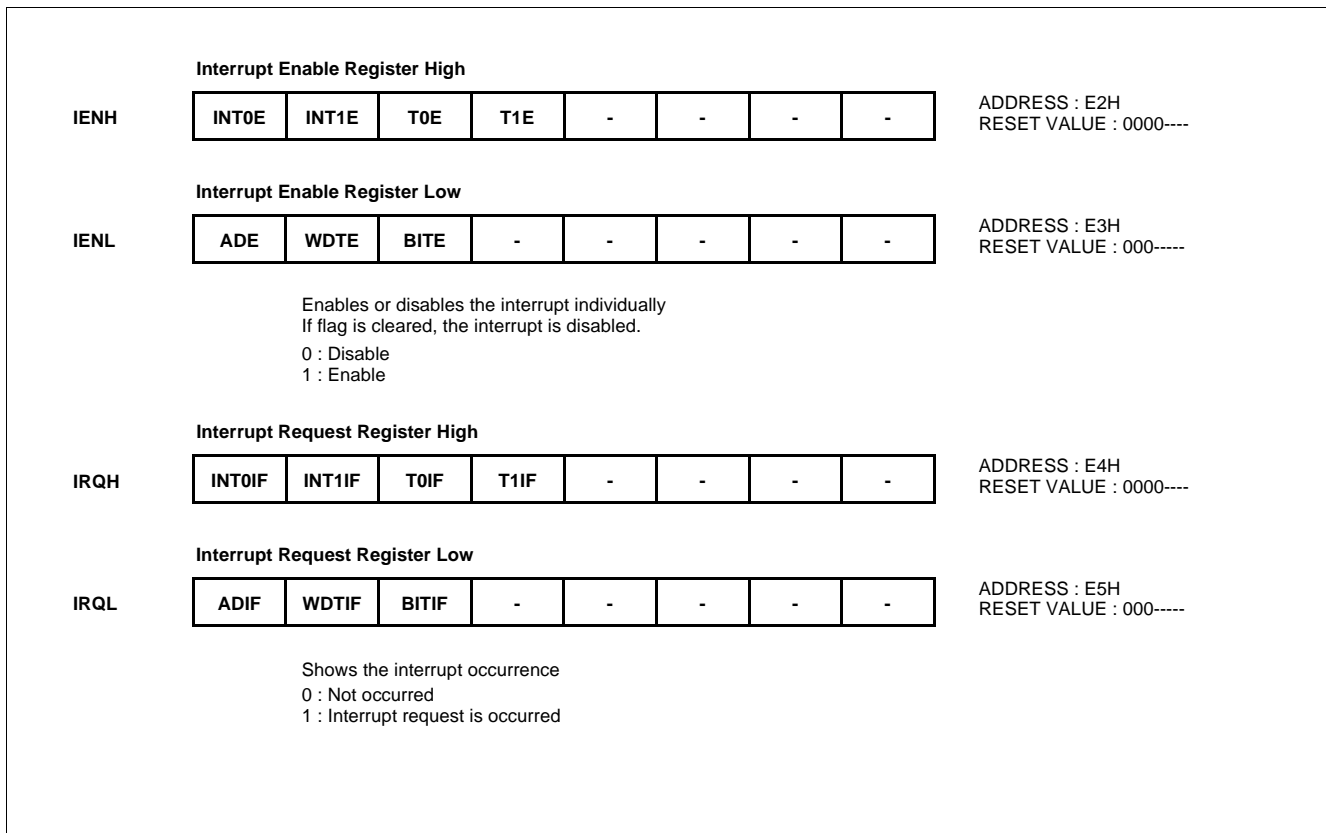 Interrupt Enable Register High
IENH INT0E INT1E T0E T1E - - - - ADDRESS : E2H
RESET VALUE : 0000----
Interrupt Enable Register Low
IENL ADE WDTE BITE - - - - - ADDRESS : E3H
RESET VALUE : 000-----
Enables or disables the interrupt individually
If flag is cleared, the interrupt is disabled.
0 : Disable
1 : Enable
Interrupt Request Register High
IRQH INT0IF INT1IF T0IF T1IF - - - - ADDRESS : E4H
RESET VALUE : 0000----
Interrupt Request Register Low
IRQL ADIF WDTIF BITIF - - - - - ADDRESS : E5H
RESET VALUE : 000-----
Shows the interrupt occurrence
0 : Not occurred
1 : Interrupt request is occurred